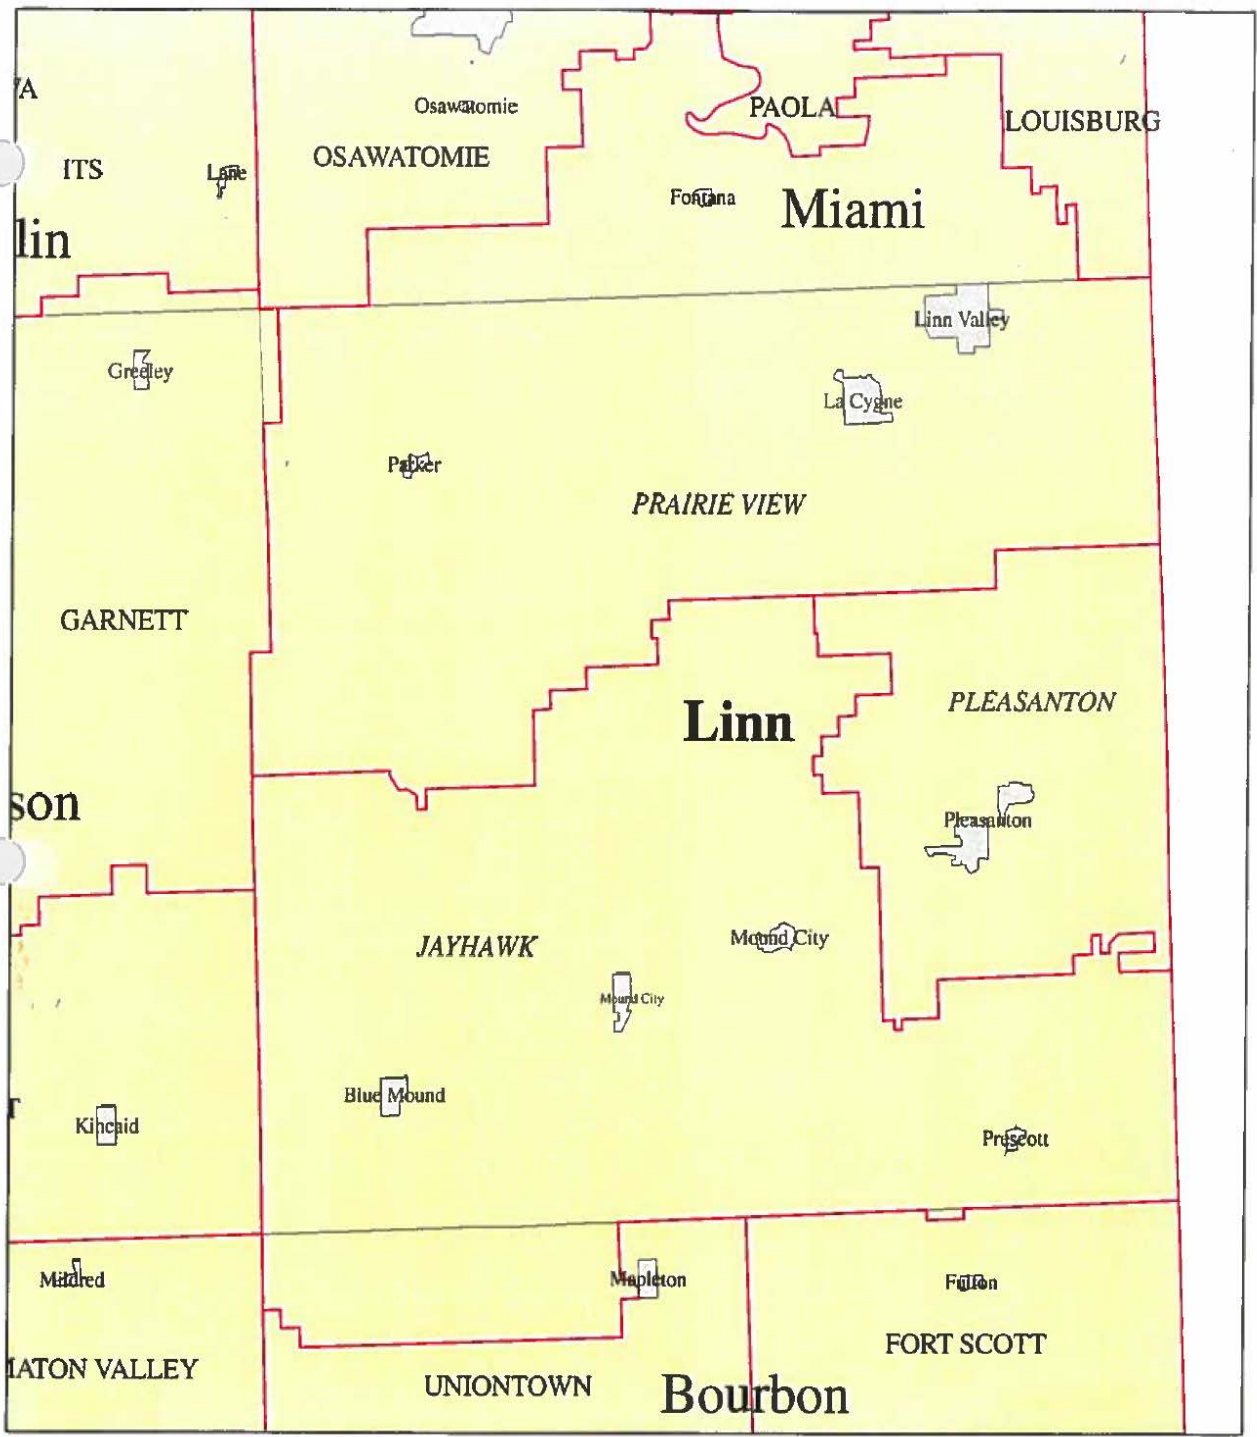 Osawatomie
'A
PAOLA
LOUISBURG
OSAWATOMIE
ITS
Lane
Fontana
Miami
lin
Linn Valley
Greeley
La Cygne
Parker
PRAIRIE VIEW
GARNETT
PLEASANTON
Linn
son
Pleasanton
Mound City
JAYHAWK
Mound City
Blue Mound
T
Kincaid
Prescott
Mildred
Mapleton
Fulton
FORT SCOTT
IATON VALLEY
UNIONTOWN
Bourbon